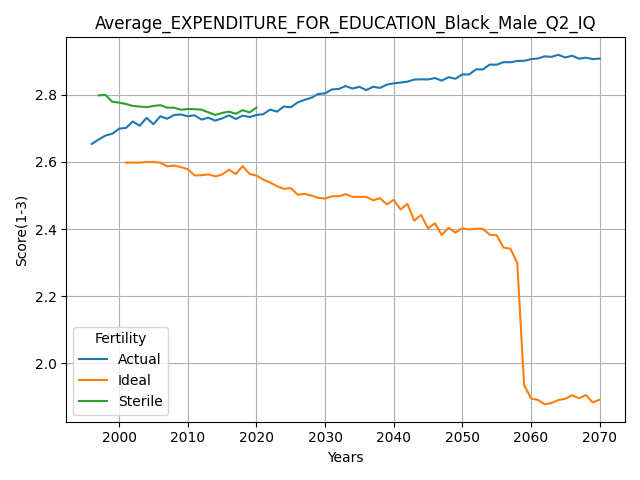 Average_EXPENDITURE_FOR_EDUCATION_Black_Male_Q2_IQ
Score(1-3)
2.8
2.6
2.4
2.2
2.0
Fertility
Actual
Ideal
Sterile
2000 2010 2020 2030 2040 2050 2060 2070
Years